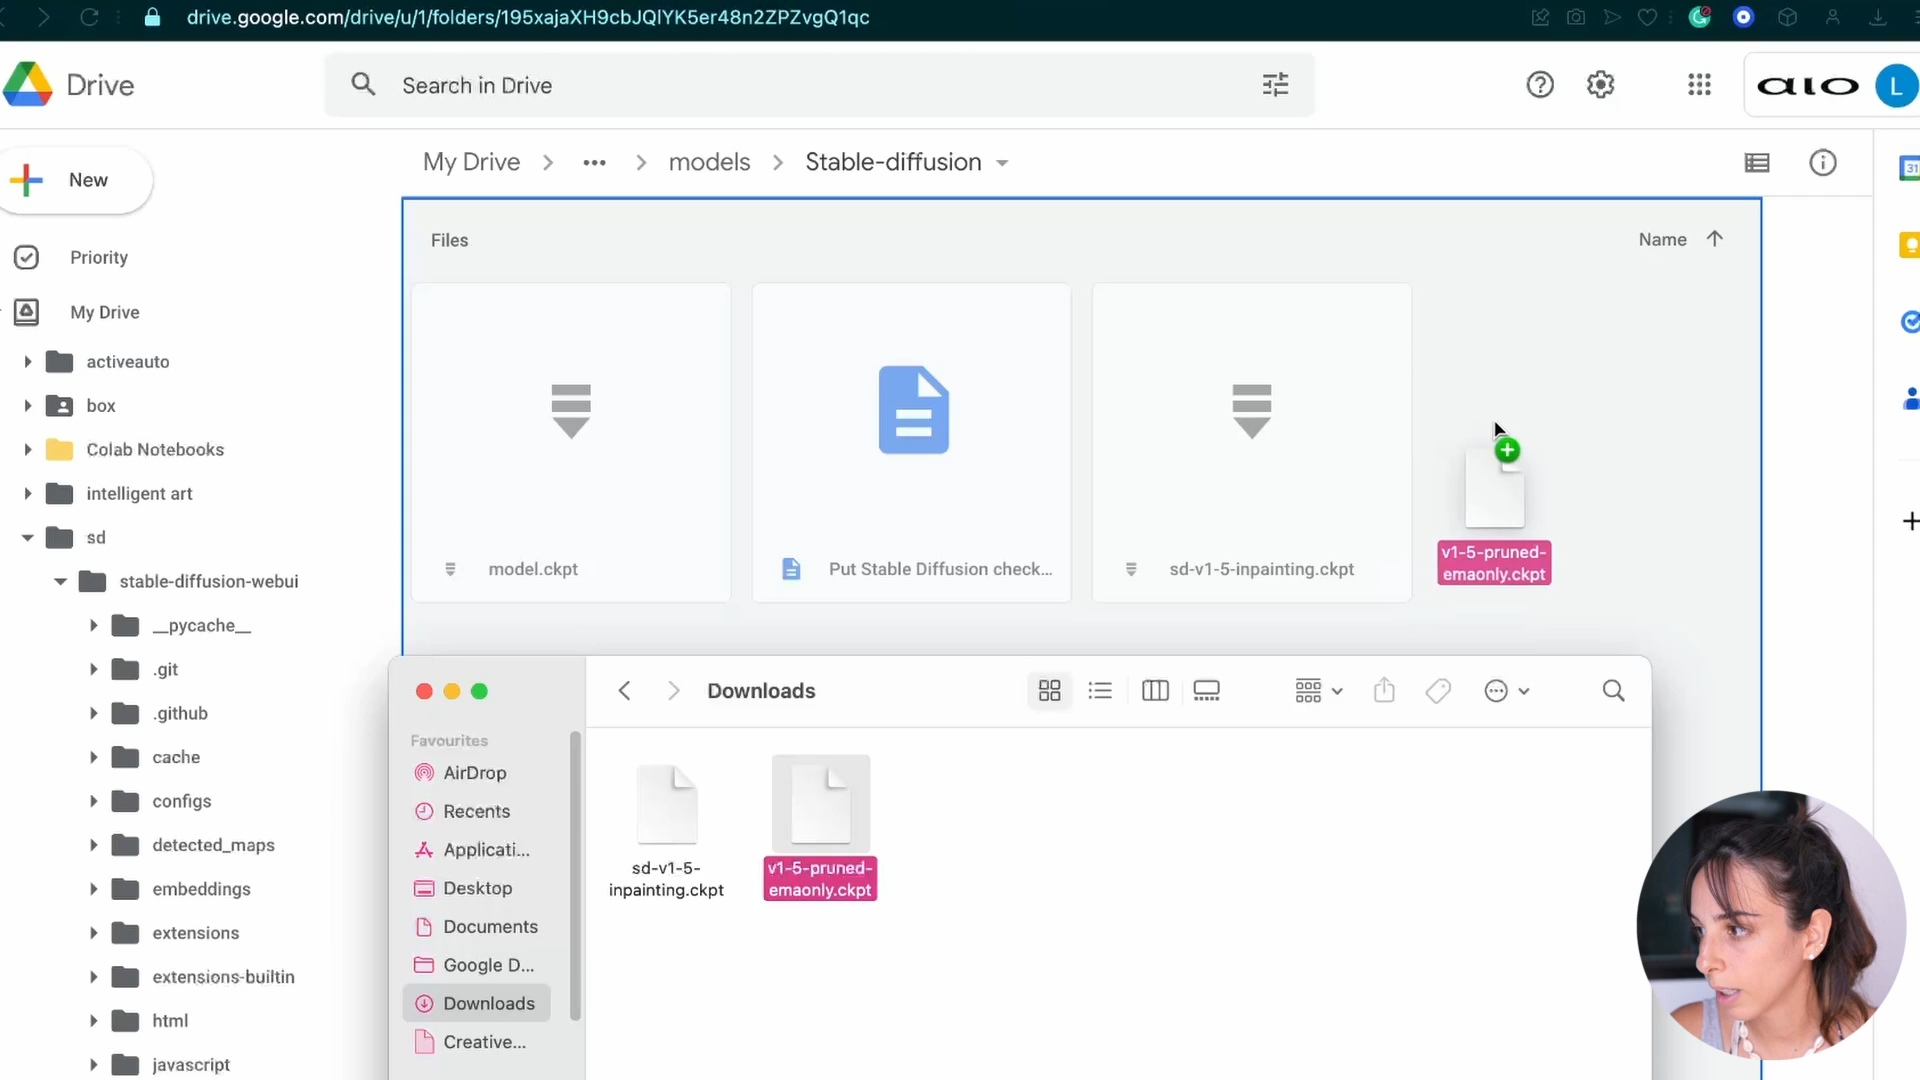 drive.google.com/drive/u/1/folders/195xajaXH9cbJQlYK5er48n2ZPZvgQ1qc
Drive
Search in Drive
aio
L
New
My Drive
models
Stable-diffusion
31
Priority
My Drive
activeauto
box
Colab Notebooks
intelligent art
sd
stable-diffusion-webui
__pycache__
.git
.github
cache
configs
detected_maps
embeddings
extensions
extensions-builtin
html
javascript
Files
Name
model.ckpt
Put Stable Diffusion check...
sd-v1-5-inpainting.ckpt
v1-5-pruned-
emaonly.ckpt
Downloads
Favourites
AirDrop
Recents
Applicati...
Desktop
Documents
Google D...
Downloads
Creative...
sd-v1-5-
inpainting.ckpt
v1-5-pruned-
emaonly.ckpt